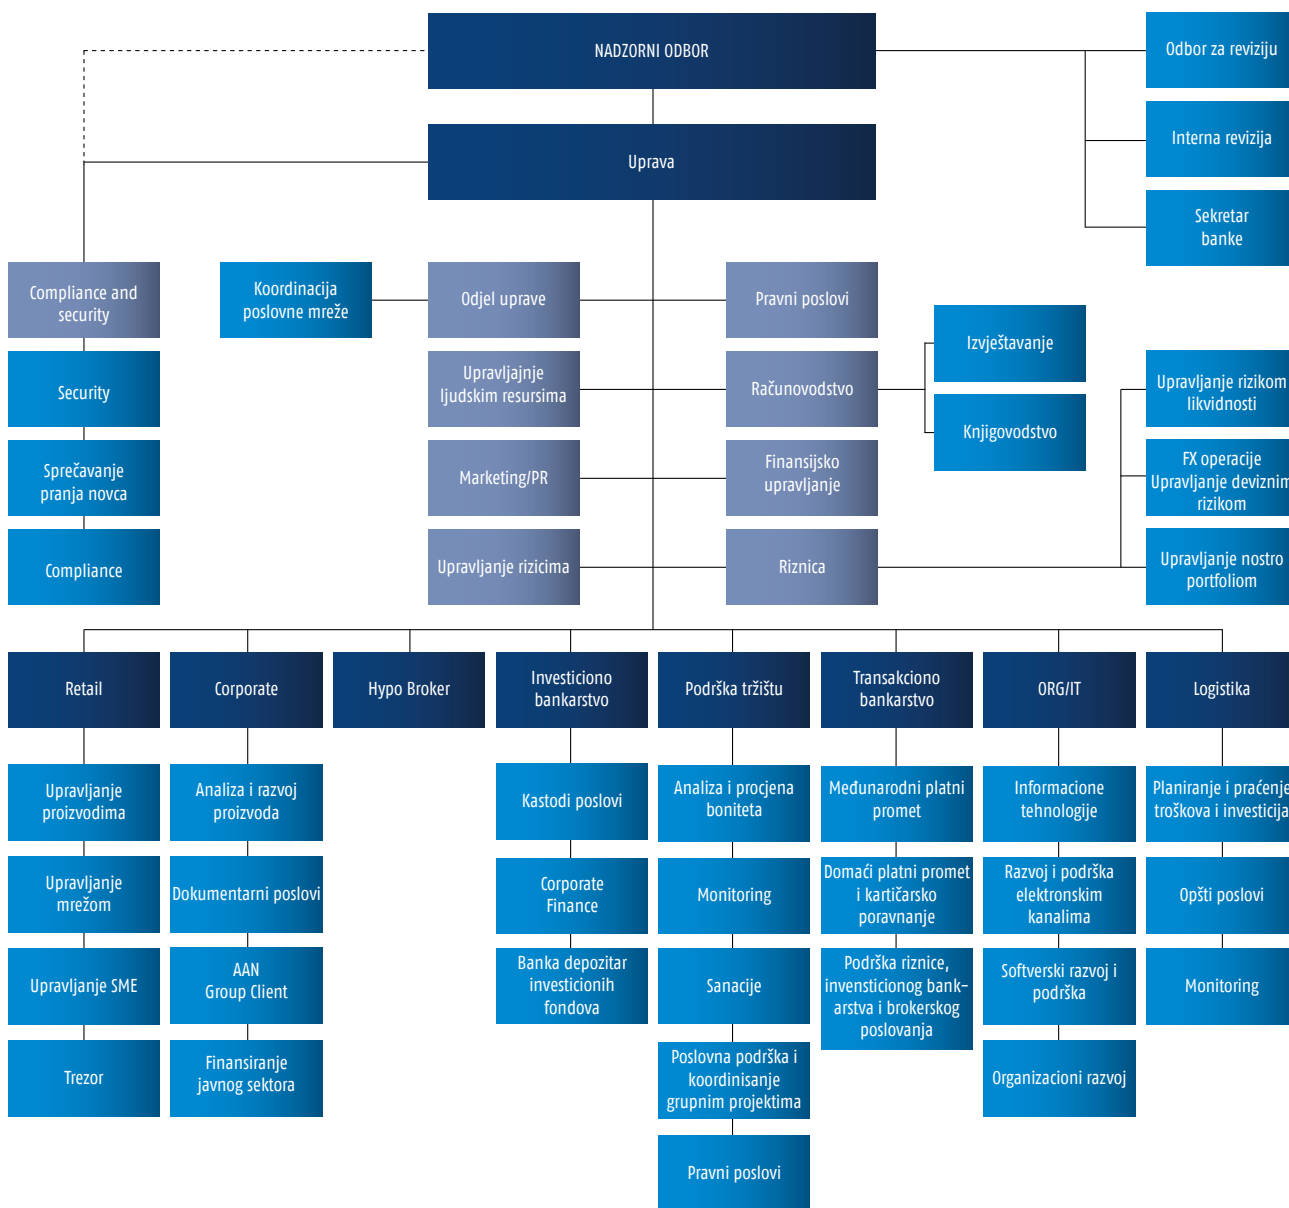 NADZORNI ODBOR
Odbor za reviziju
Interna revizija
Uprava
Sekretar
banke
Compliance and
security
Koordinacija
poslovne mreže
Odjel uprave
Pravni poslovi
Izvještavanje
Security
Upravljajnje
ljudskim resursima
Računovodstvo
Knjigovodstvo
Upravljanje rizikom
likvidnosti
Sprečavanje
pranja novca
Marketing/PR
Finansijsko
upravljanje
FX operacije
Upravljanje deviznim
rizikom
Compliance
Upravljanje rizicima
Riznica
Upravljanje nostro
portfoliom
Retail
Corporate
Hypo Broker
Investiciono
bankarstvo
Podrška tržištu
Transakciono
bankarstvo
ORG/IT
Logistika
Upravljanje
proizvodima
Analiza i razvoj
proizvoda
Kastodi poslovi
Analiza i procjena
boniteta
Međunarodni platni
promet
Informacione
tehnologije
Planiranje i praćenje
troškova i investicija
Upravljanje
mrežom
Dokumentarni poslovi
Corporate
Finance
Monitoring
Domaći platni promet
i kartičarsko
poravnanje
Razvoj i podrška
elektronskim
kanalima
Opšti poslovi
Upravljanje SME
AAN
Group Client
Banka depozitar
investicionih
fondova
Sanacije
Podrška riznice,
invensticionog bank–
arstva i brokerskog
poslovanja
Softverski razvoj i
podrška
Monitoring
Trezor
Finansiranje
javnog sektora
Poslovna podrška i
koordinisanje
grupnim projektima
Organizacioni razvoj
Pravni poslovi